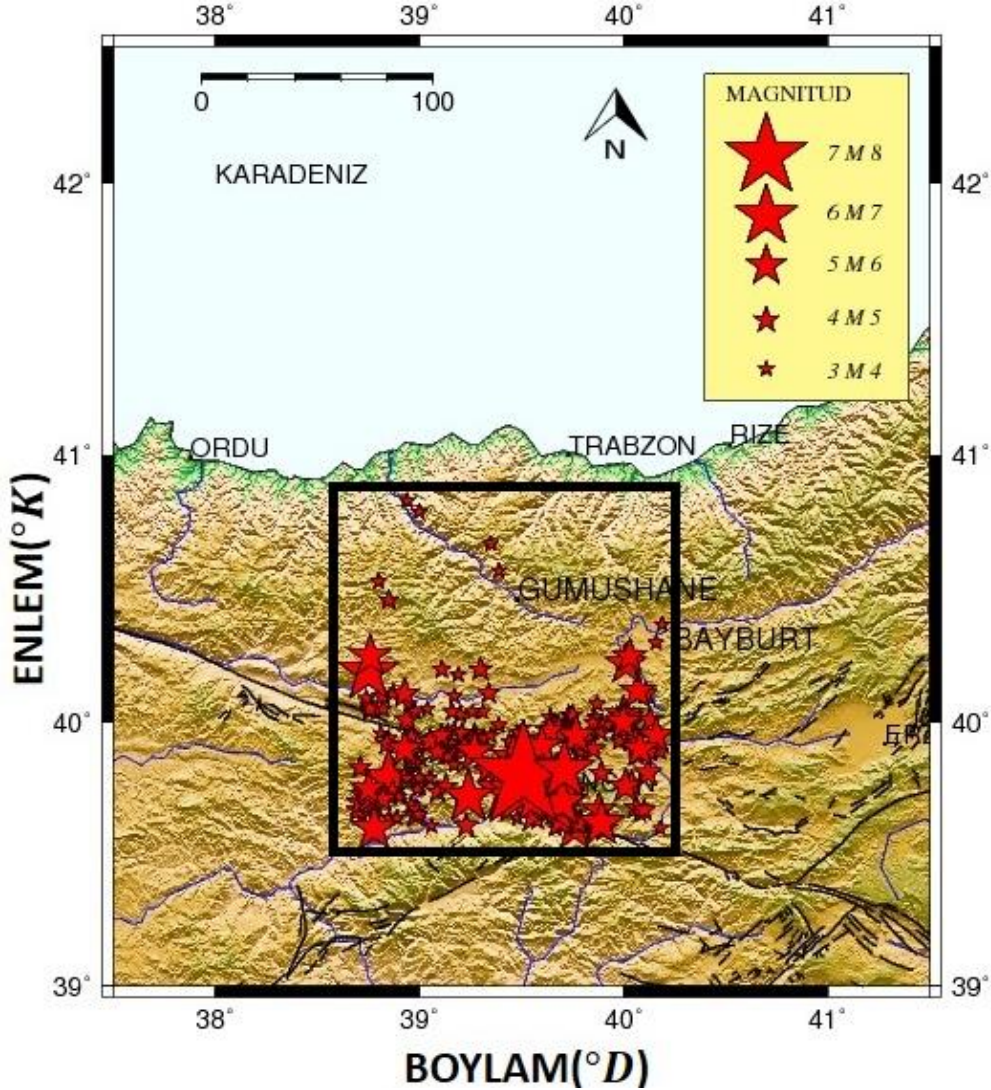 38° 39° 40° 41°
0 100
N
MAGNITUD
7 M 8
6 M 7
5 M 6
4 M 5
3 M 4
KARADENIZ
42° 42°
ORDU TRABZON RIZE
41° 41°
GUMUSHANE
BAYBURT
40° 40°
39° 39°
38° 39° 40° 41°
ENLEM(°K)
BOYLAM(°D)